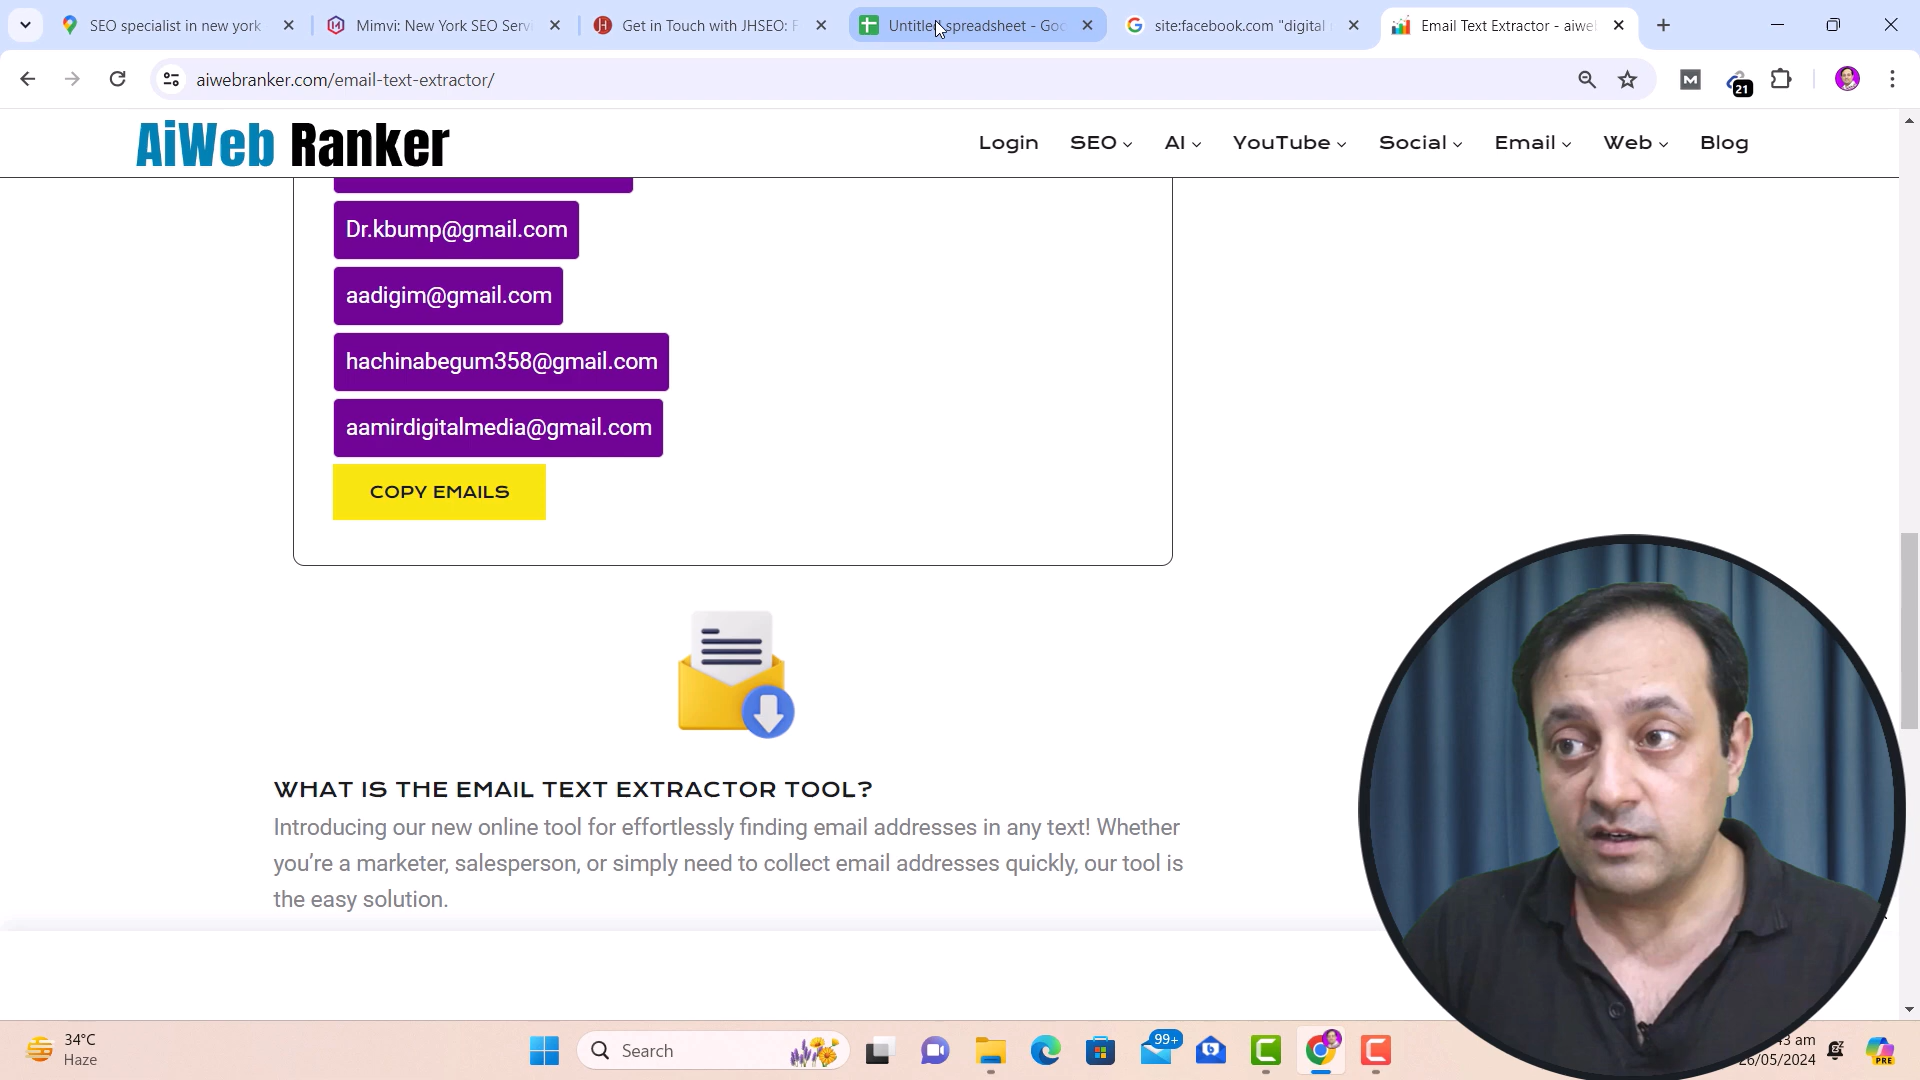 SEO specialist in new york
Mimvi: New York SEO Servi
Get in Touch with JHSEO: F
Untitled spreadsheet - Goo
site:facebook.com "digital
Email Text Extractor - aiwe
aiwebranker.com/email-text-extractor/
21
AiWeb Ranker
Login
SEO
AI
YouTube
Social
Email
Web
Blog
Dr.kbump@gmail.com
aadigim@gmail.com
hachinabegum358@gmail.com
aamirdigitalmedia@gmail.com
COPY EMAILS
WHAT IS THE EMAIL TEXT EXTRACTOR TOOL?
Introducing our new online tool for effortlessly finding email addresses in any text! Whether
you're a marketer, salesperson, or simply need to collect email addresses quickly, our tool is
the easy solution.
34°C
Haze
Search
99+
43 am
26/05/2024
PRE